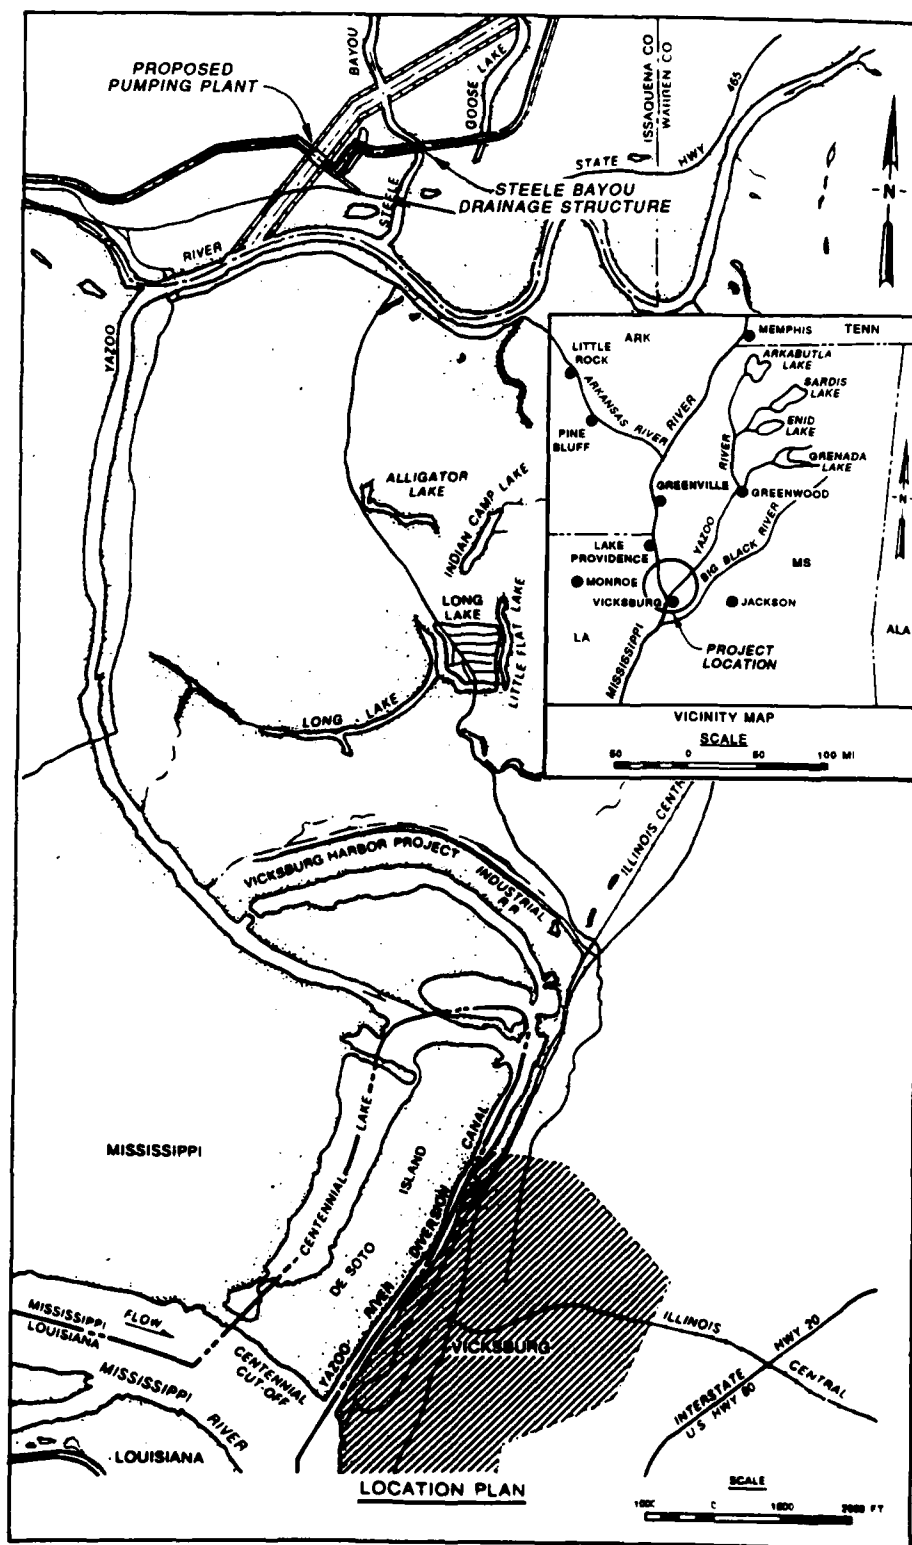 PROPOSED
PUMPING PLANT
BAYOU
GOOSE LAKE
ISSAQUENA CO
WARREN CO
STATE HWY 465
-N-
STEELE BAYOU
DRAINAGE STRUCTURE
STEELE
RIVER
YAZOO
ALLIGATOR
LAKE
INDIAN CAMP LAKE
LONG
LAKE
LITTLE FLAT LAKE
LONG LAKE
ARK
MEMPHIS TENN
LITTLE
ROCK
ARKABUTLA
LAKE
SARDIS
LAKE
ENID
LAKE
GRENADA
LAKE
ARKANSAS RIVER
RIVER
PINE
BLUFF
RIVER
GREENVILLE
GREENWOOD
-N-
YAZOO
BIG BLACK RIVER
LAKE
PROVIDENCE
MS
MONROE
VICKSBURG
JACKSON
LA
ALA
PROJECT
LOCATION
MISSISSIPPI
VICINITY MAP
SCALE
50 0 50 100 MI
ILLINOIS CENTR
VICKSBURG HARBOR PROJECT
INDUSTRIAL
RR
MISSISSIPPI
CENTENNIAL LAKE
DE SOTO ISLAND
YAZOO RIVER DIVERSION CANAL
MISSISSIPPI
LOUISIANA
FLOW
CENTENNIAL
CUT-OFF
MISSISSIPPI RIVER
LOUISIANA
VICKSBURG
ILLINOIS CENTRAL
INTERSTATE HWY 20
U S HWY 80
LOCATION PLAN
SCALE
2000 FT